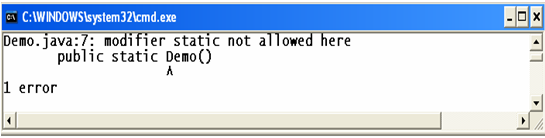 C:\WINDOWS\system32\cmd.exe
Demo.java:7: modifier static not allowed here
public static Demo()
^
1 error